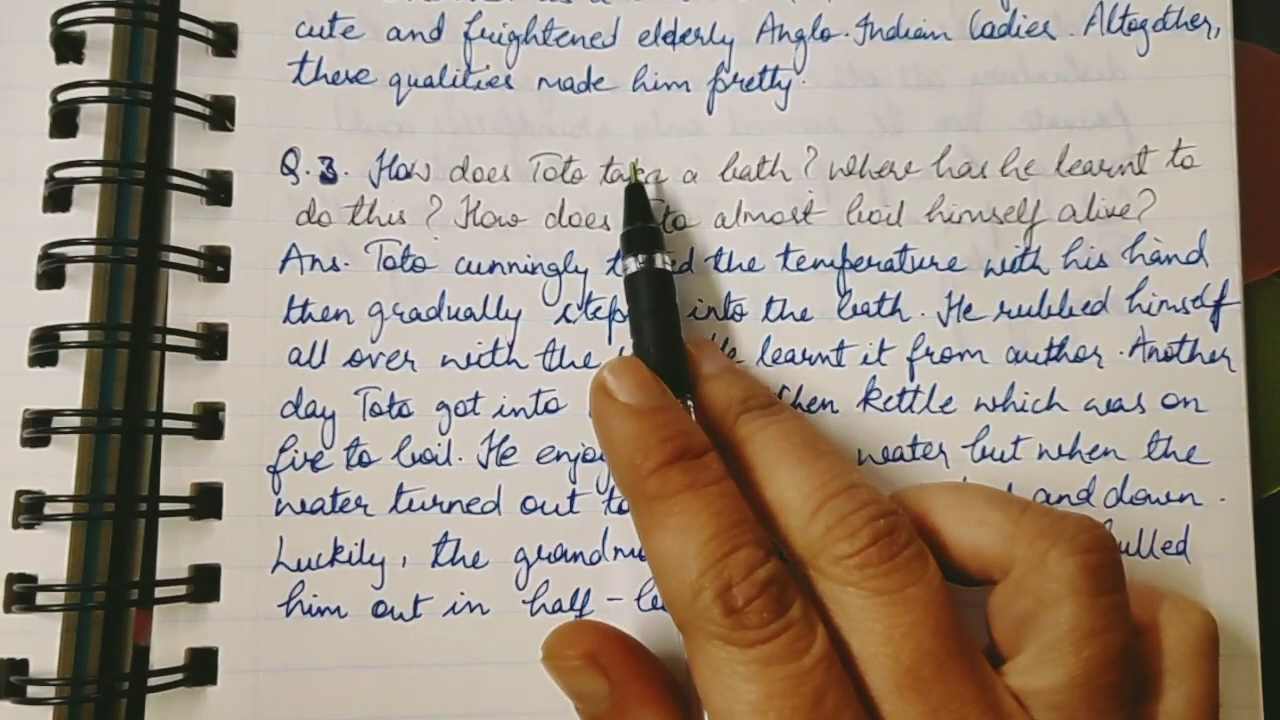 cute and frightened elderly Anglo-Indian ladies. Altogether,
these qualities made him pretty.
Q.3. How does Toto take a bath? Where has he learnt to
do this? How does almost boil himself alive?
Ans. Toto cunningly the temperature with his hand
then gradually into the bath. He rubbed himself
all over with the learnt it from author. Another
day Toto got into kettle which was on
fire to boil. He water but when the
water turned out to and down.
Luckily, the
him out in half-